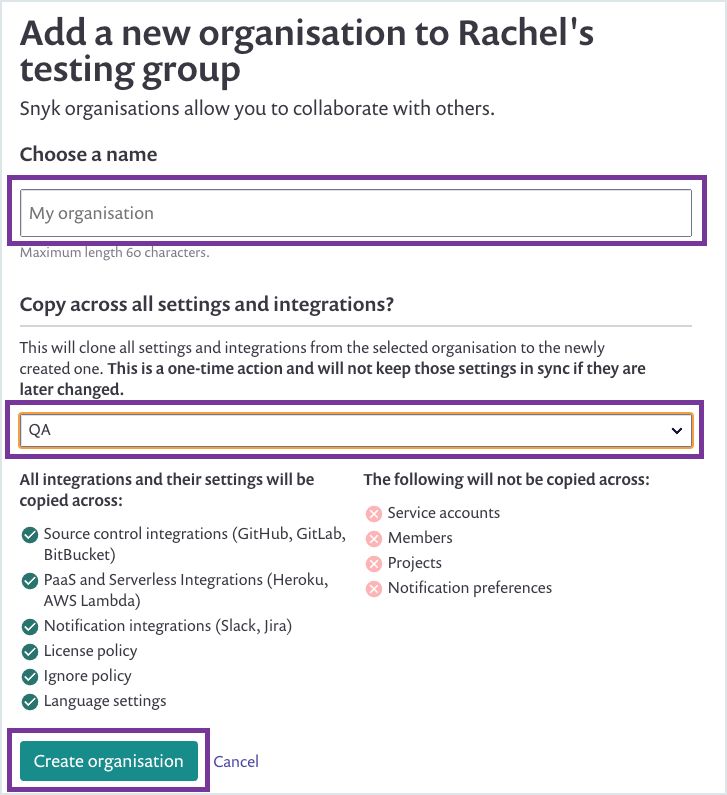 Add a new organisation to Rachel's
testing group
Snyk organisations allow you to collaborate with others.
Choose a name
My organisation
Maximum length 60 characters.
Copy across all settings and integrations?
This will clone all settings and integrations from the selected organisation to the newly
created one. This is a one-time action and will not keep those settings in sync if they are
later changed.
QA
All integrations and their settings will be
copied across:
Source control integrations (GitHub, GitLab,
BitBucket)
PaaS and Serverless Integrations (Heroku,
AWS Lambda)
Notification integrations (Slack, Jira)
License policy
Ignore policy
Language settings
The following will not be copied across:
Service accounts
Members
Projects
Notification preferences
Create organisation
Cancel